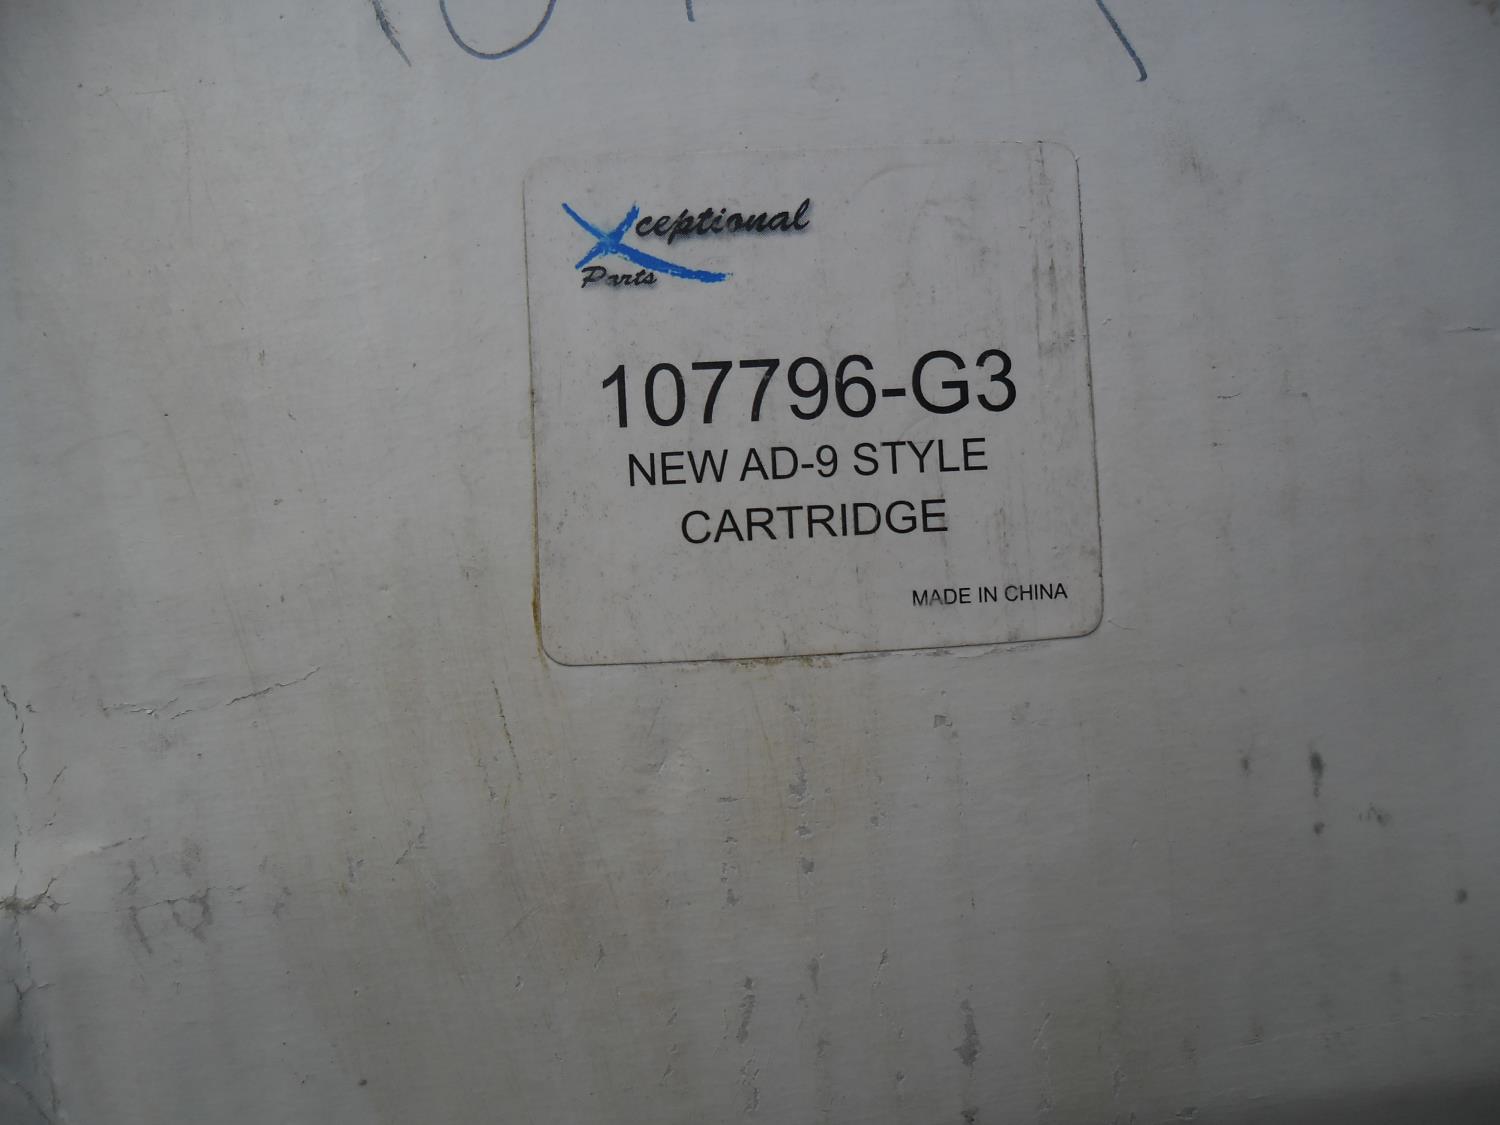 Xceptional
Parts
107796-G3
NEW AD-9 STYLE
CARTRIDGE
MADE IN CHINA